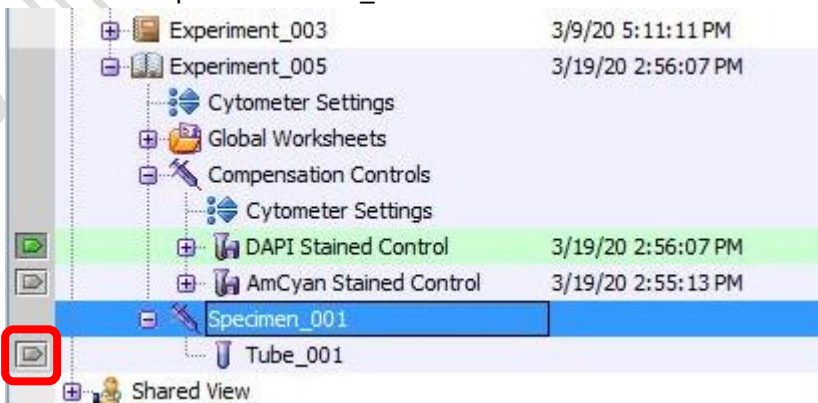 Experiment_003 3/9/20 5:11:11 PM
Experiment_005 3/19/20 2:56:07 PM
Cytometer Settings
Global Worksheets
Compensation Controls
Cytometer Settings
DAPI Stained Control 3/19/20 2:56:07 PM
AmCyan Stained Control 3/19/20 2:55:13 PM
Specimen_001
Tube_001
Shared View